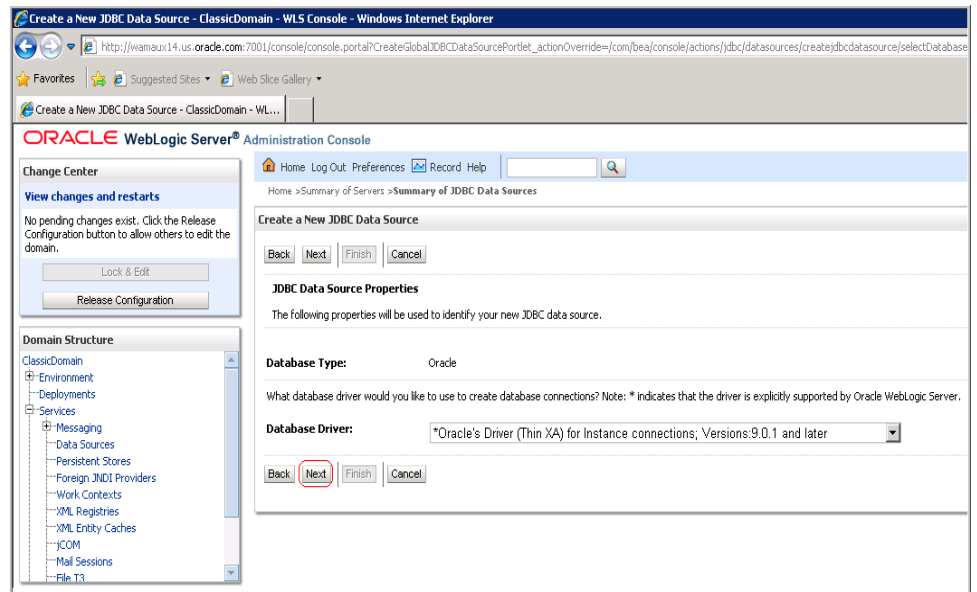 Create a New JDBC Data Source - ClassicDomain - WLS Console - Windows Internet Explorer
http://wamaux14.us.oracle.com:7001/console/console.portal?CreateGlobalJDBCDataSourcePortlet_actionOverride=/com/bea/console/actions/jdbc/datasources/createjdbcdatasource/selectDatabase
Favorites Suggested Sites Web Slice Gallery
Create a New JDBC Data Source - ClassicDomain - WL...
ORACLE WebLogic Server® Administration Console
Change Center
View changes and restarts
No pending changes exist. Click the Release
Configuration button to allow others to edit the
domain.
Lock & Edit
Release Configuration
Domain Structure
ClassicDomain
Environment
Deployments
Services
Messaging
Data Sources
Persistent Stores
Foreign JNDI Providers
Work Contexts
XML Registries
XML Entity Caches
jCOM
Mail Sessions
File T3
Home Log Out Preferences Record Help
Home >Summary of Servers >Summary of JDBC Data Sources
Create a New JDBC Data Source
Back Next Finish Cancel
JDBC Data Source Properties
The following properties will be used to identify your new JDBC data source.
Database Type: Oracle
What database driver would you like to use to create database connections? Note: * indicates that the driver is explicitly supported by Oracle WebLogic Server.
Database Driver: *Oracle's Driver (Thin XA) for Instance connections; Versions:9.0.1 and later
Back Next Finish Cancel